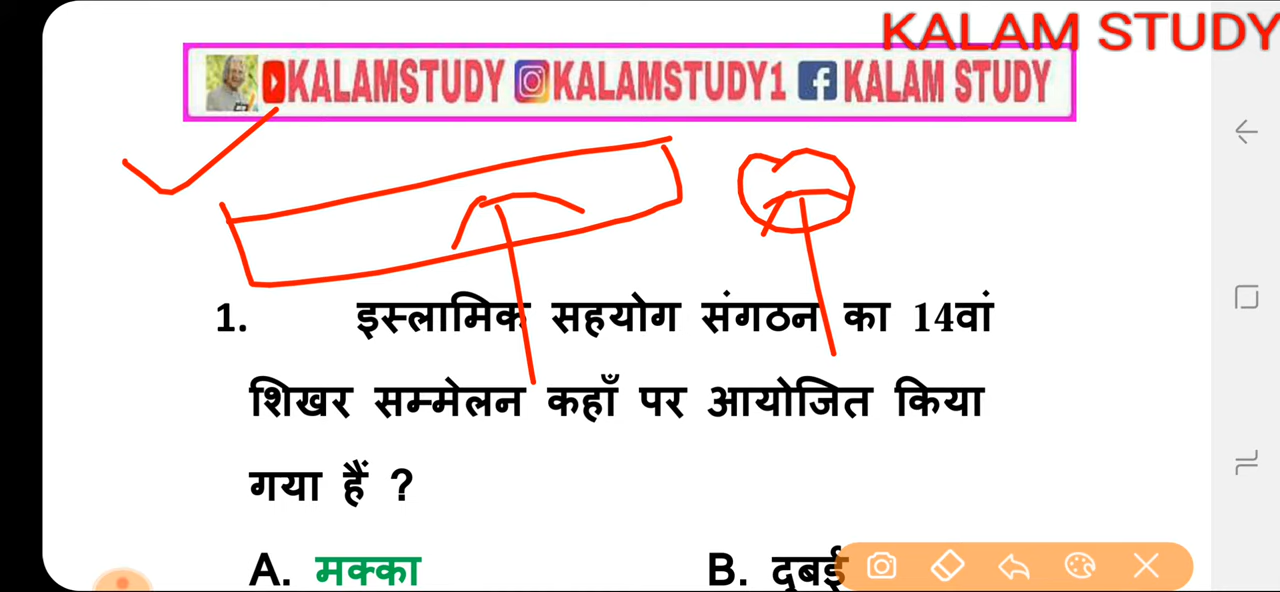 KALAM STUDY
KALAMSTUDY KALAMSTUDY1 KALAM STUDY
1. इस्लामिक सहयोग संगठन का 14वां
शिखर सम्मेलन कहाँ पर आयोजित किया
गया हैं ?
A. मक्का B. दुबई